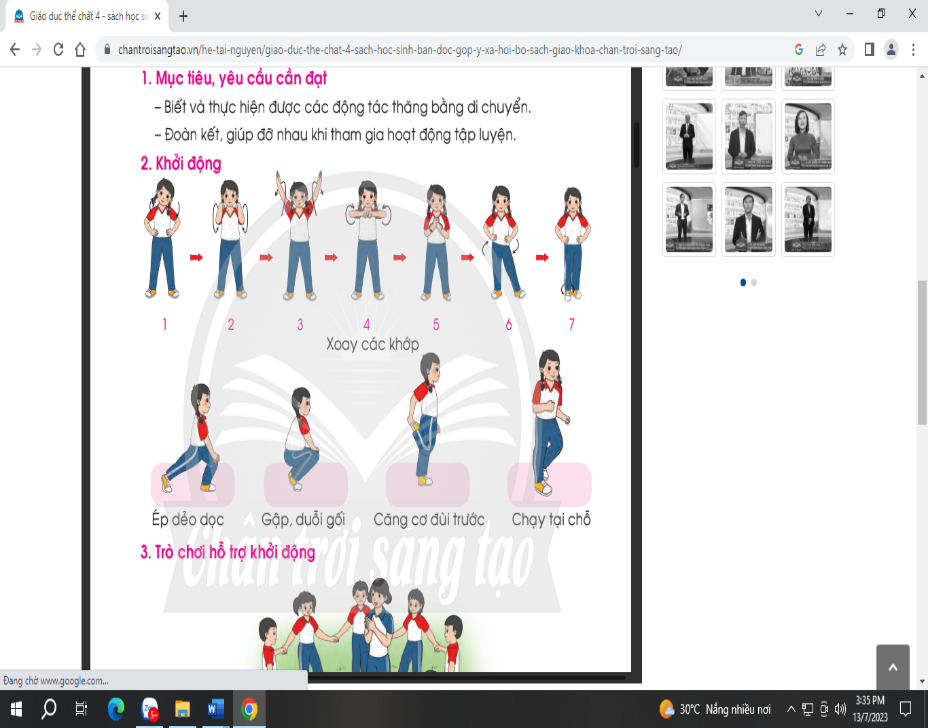 Giáo dục thể chất 4 - sách học si
chantroisangtao.vn/he-tai-nguyen/giao-duc-the-chat-4-sach-hoc-sinh-ban-doc-gop-y-xa-hoi-bo-sach-giao-khoa-chan-troi-sang-tao/
1. Mục tiêu, yêu cầu cần đạt
– Biết và thực hiện được các động tác thăng bằng di chuyển.
– Đoàn kết, giúp đỡ nhau khi tham gia hoạt động tập luyện.
2. Khởi động
1 2 3 4 5 6 7
Xoay các khớp
Ép dẻo dọc Gập, duỗi gối Căng cơ đùi trước Chạy tại chỗ
3. Trò chơi hỗ trợ khởi động
Chân trời sáng tạo
Đang chờ www.google.com...
5+
30°C Nắng nhiều nơi
3:35 PM
13/7/2023